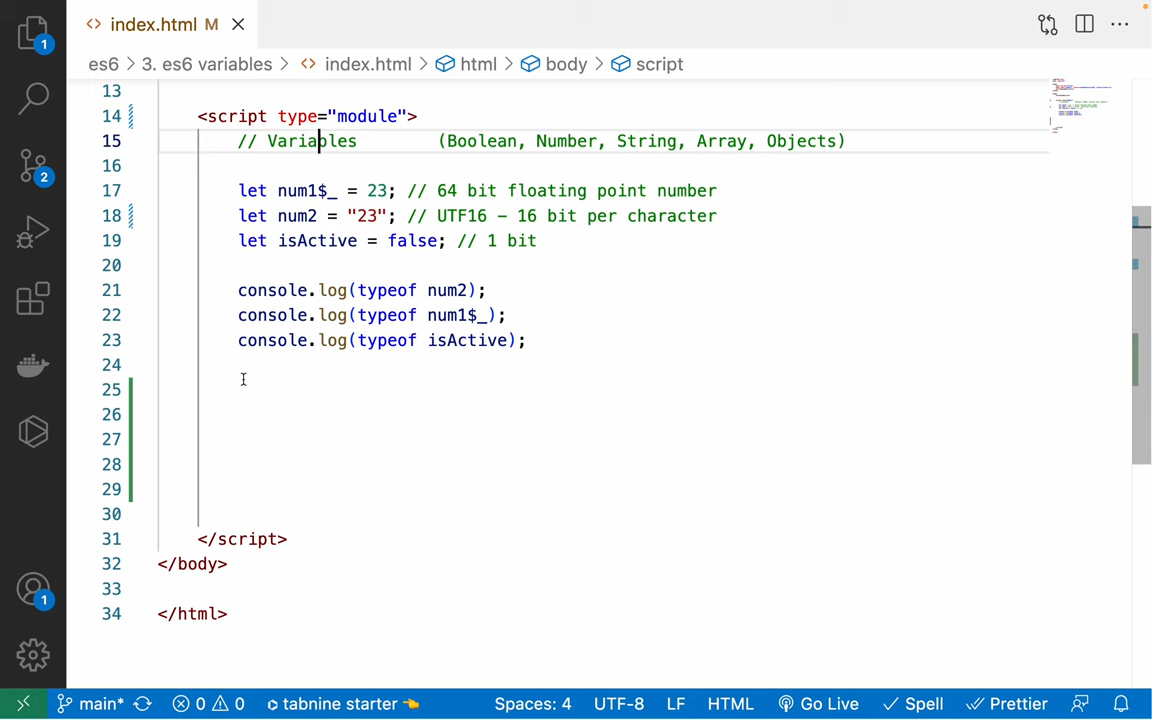 index.html M
es6 > 3. es6 variables > index.html > html > body > script
13
14 <script type="module">
15 // Variables (Boolean, Number, String, Array, Objects)
16
17 let num1$_ = 23; // 64 bit floating point number
18 let num2 = "23"; // UTF16 – 16 bit per character
19 let isActive = false; // 1 bit
20
21 console.log(typeof num2);
22 console.log(typeof num1$_);
23 console.log(typeof isActive);
24
25
26
27
28
29
30
31 </script>
32 </body>
33
34 </html>
1
2
1
main* 0 0 tabnine starter 👈 Spaces: 4 UTF-8 LF HTML Go Live Spell Prettier